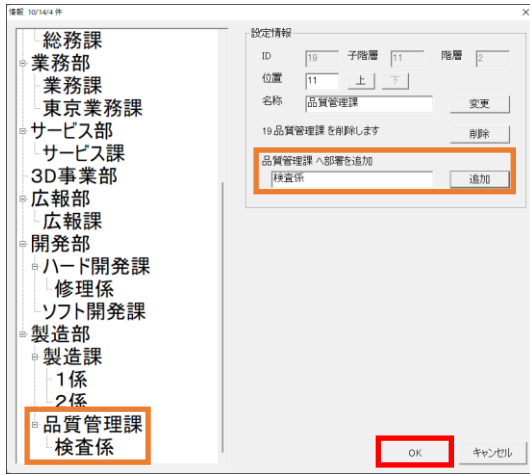 情報 10/14/4 件
総務課
業務部
業務課
東京業務課
サービス部
サービス課
3D事業部
広報部
広報課
開発部
ハード開発課
修理係
ソフト開発課
製造部
製造課
1係
2係
品質管理課
検査係
設定情報
ID 19 子階層 11 階層 2
位置 11 上 下
名称 品質管理課 変更
19品質管理課 を削除します 削除
品質管理課 へ部署を追加
検査係 追加
OK キャンセル